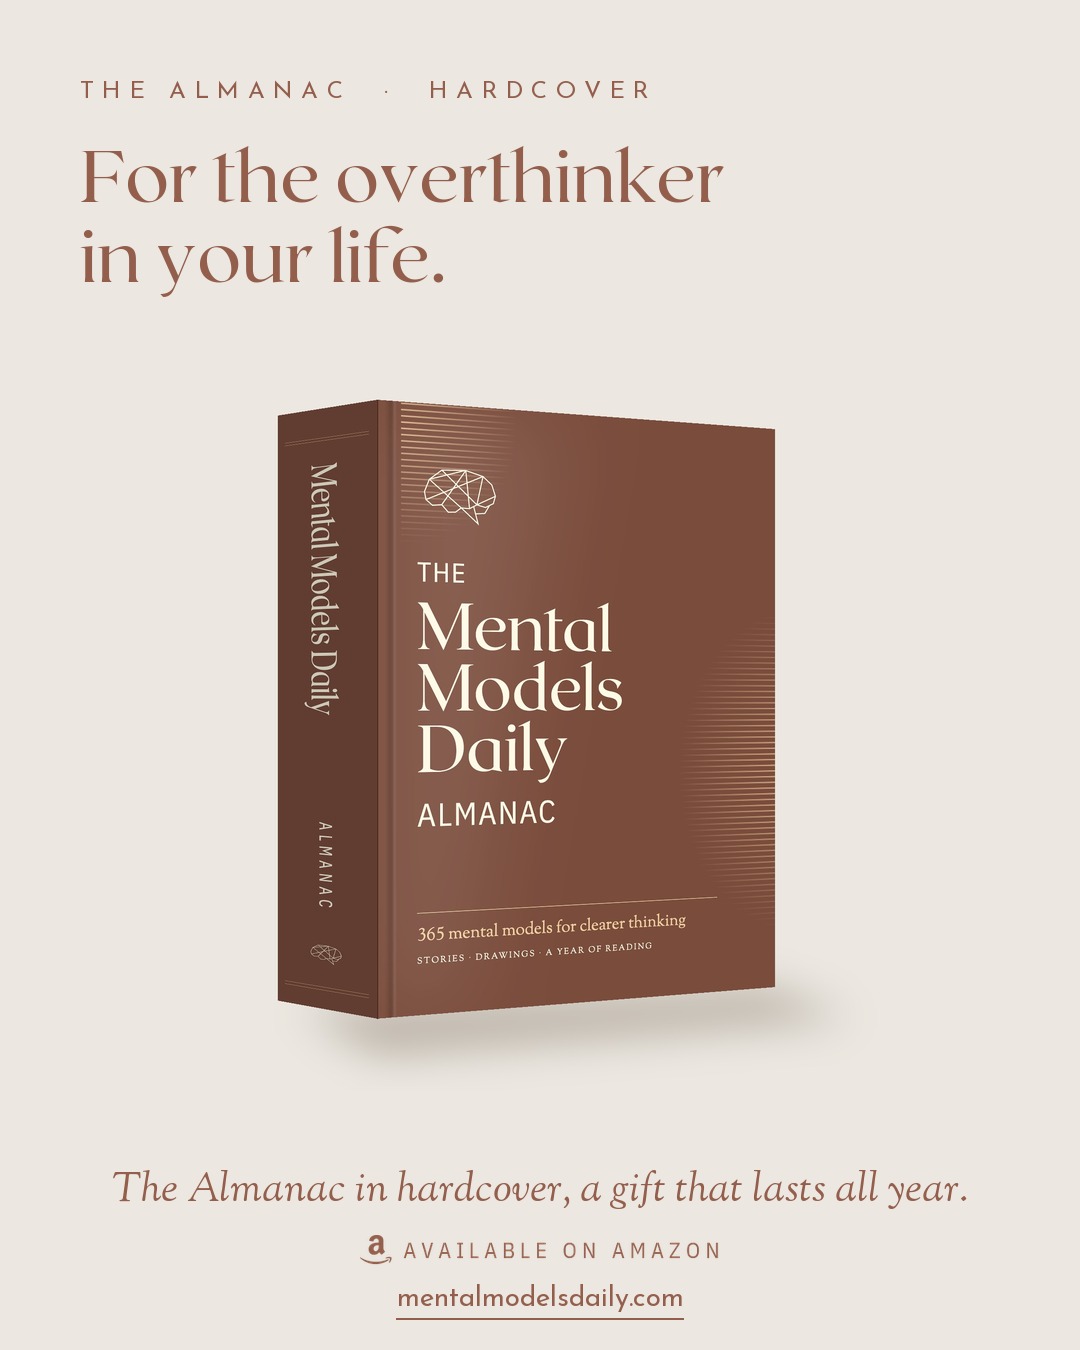 THE ALMANAC · HARDCOVER
For the overthinker
in your life.
Mental Models Daily
ALMANAC
THE
Mental
Models
Daily
ALMANAC
365 mental models for clearer thinking
STORIES · DRAWINGS · A YEAR OF READING
The Almanac in hardcover, a gift that lasts all year.
a AVAILABLE ON AMAZON
mentalmodelsdaily.com